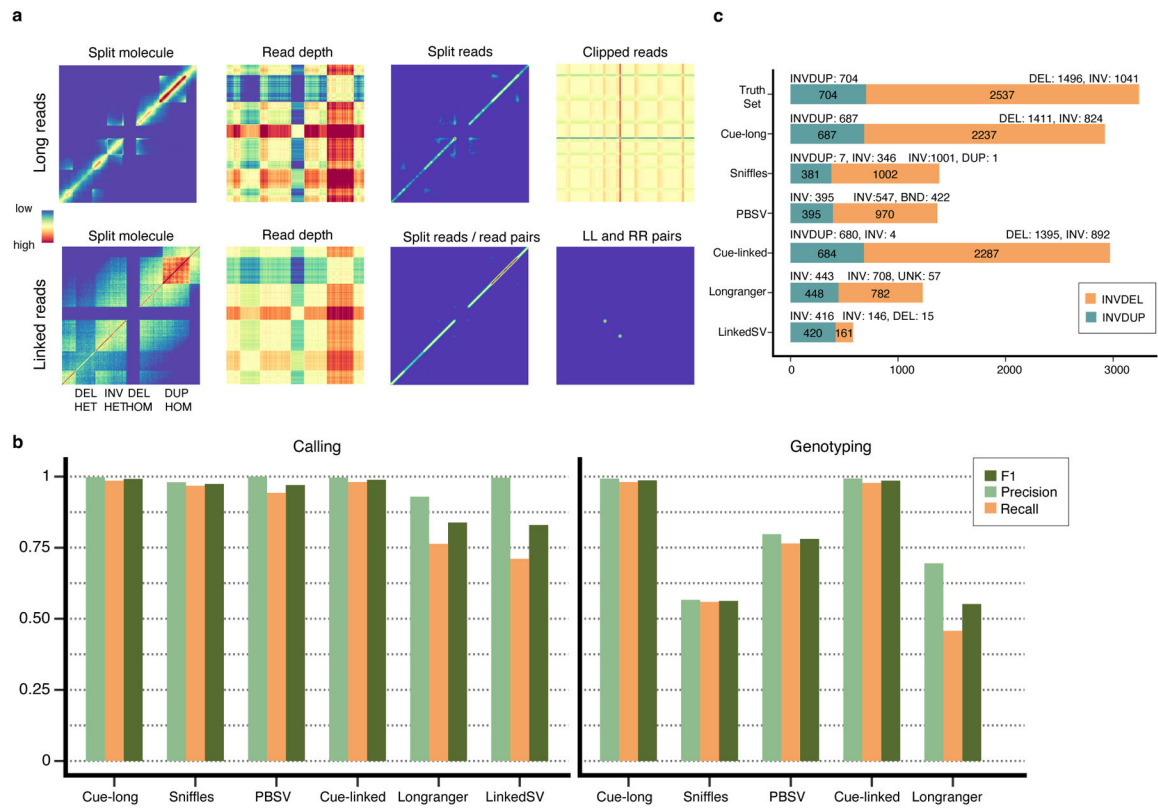 a
Split molecule
Read depth
Split reads
Clipped reads
Long reads
low
high
Split molecule
Read depth
Split reads / read pairs
LL and RR pairs
Linked reads
DEL INV DEL DUP
HET HET HOM HOM
c
INVDUP: 704 DEL: 1496, INV: 1041
Truth
Set
704 2537
INVDUP: 687 DEL: 1411, INV: 824
Cue-long 687 2237
INVDUP: 7, INV: 346 INV:1001, DUP: 1
Sniffles 381 1002
INV: 395 INV:547, BND: 422
PBSV 395 970
INVDUP: 680, INV: 4 DEL: 1395, INV: 892
Cue-linked 684 2287
INV: 443 INV: 708, UNK: 57
Longranger 448 782
INV: 416 INV: 146, DEL: 15
LinkedSV 420 161
INVDEL
INVDUP
0 1000 2000 3000
b
Calling
Genotyping
F1
Precision
Recall
1
0.75
0.50
0.25
0
Cue-long Sniffles PBSV Cue-linked Longranger LinkedSV
Cue-long Sniffles PBSV Cue-linked Longranger